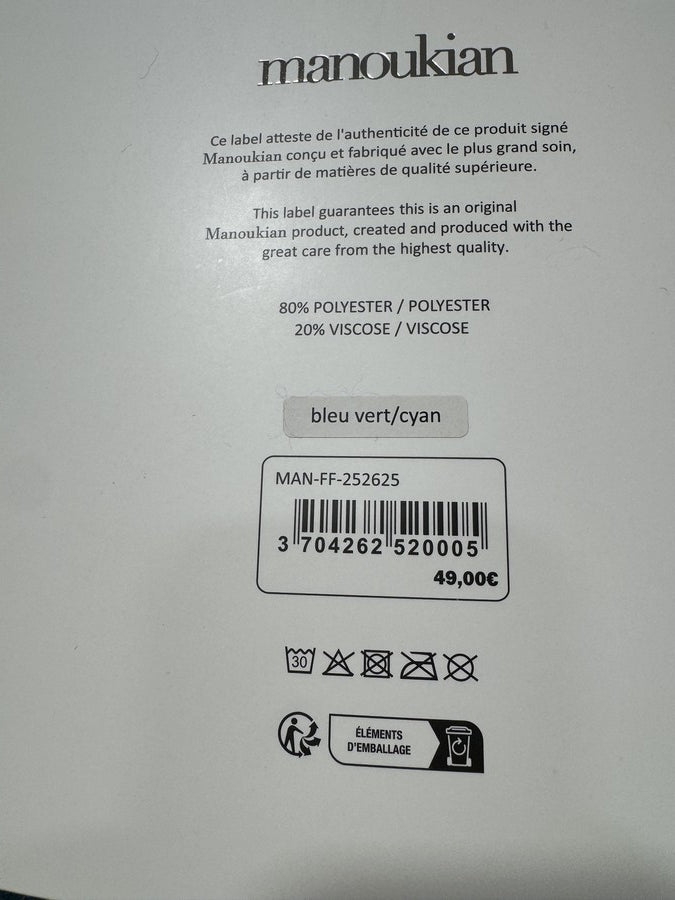 manoukian
Ce label atteste de l'authenticité de ce produit signé
Manoukian conçu et fabriqué avec le plus grand soin,
à partir de matières de qualité supérieure.
This label guarantees this is an original
Manoukian product, created and produced with the
great care from the highest quality.
80% POLYESTER / POLYESTER
20% VISCOSE / VISCOSE
bleu vert/cyan
MAN-FF-252625
3 704262 520005
49,00€
30
ÉLÉMENTS
D'EMBALLAGE